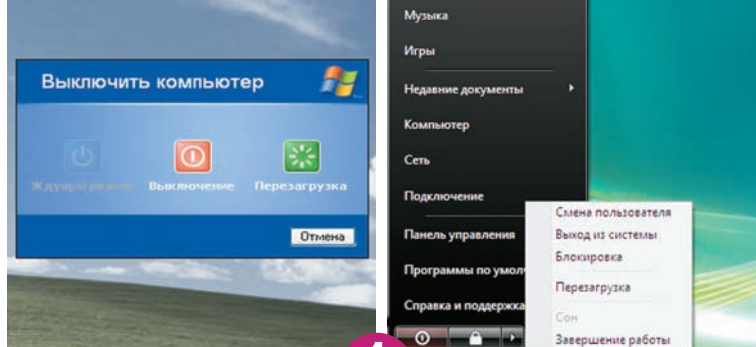 Выключить компьютер
Ждущий режим
Выключение
Перезагрузка
Отмена
Музыка
Игры
Недавние документы
Компьютер
Сеть
Подключение
Панель управления
Программы по умол
Справка и поддержка
Смена пользователя
Выход из системы
Блокировка
Перезагрузка
Сон
Завершение работы